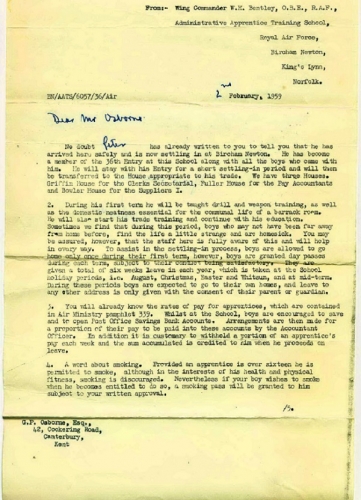 From:- Wing Commander W.H. Bentley, O.B.E., R.A.F.,
Administrative Apprentice Training School,
Royal Air Force,
Bircham Newton,
King's Lynn,
Norfolk.
BN/AATS/6057/36/Air
2nd February, 1959
Dear Mr Osborne.
No doubt Peter has already written to you to tell you that he has
arrived here safely and is now settling in at Bircham Newton. He has become
a member of the 36th Entry at this School along with all the boys who came with
him. He will stay with his Entry for a short settling-in period and will then
be transferred to the House appropriate to his trade. We have three Houses.
Griffin House for the Clerks Secretarial, Fuller House for the Pay Accountants
and Bowler House for the Suppliers I.
2. During his first term he will be taught drill and weapon training, as well
as the domestic neatness essential for the communal life of a barrack room.
He will also start his trade training and continue with his education.
Sometimes we find that during this period, boys who may not have been far away
from home before, find the life a little strange and are homesick. You may
be assured, however, that the staff here is fully aware of this and will help
in every way. To assist in the settling-in process, boys are allowed to go
home only once during their first term, however, boys are granted day passes
during each term, subject to their conduct being satisfactory. They are
given a total of six weeks leave in each year, which is taken at the School
holiday periods, i.e. August, Christmas, Easter and Whitsun, and at mid-term.
During these periods boys are expected to go to their own homes, and leave to
any other address is only given with the consent of their parent or guardian.
3. You will already know the rates of pay for apprentices, which are contained
in Air Ministry pamphlet 359. Whilst at the School, boys are encouraged to save
and to open Post Office Savings Bank Accounts. Arrangements are then made for
a proportion of their pay to be paid into these accounts by the Accountant
Officer. In addition it is customary to withhold a portion of an apprentice's
pay each week and the sum accumulated is credited to him when he proceeds on
leave.
4. A word about smoking. Provided an apprentice is over sixteen he is
permitted to smoke, although in the interests of his health and physical
fitness, smoking is discouraged. Nevertheless if your boy wishes to smoke
when he becomes entitled to do so, a smoking pass will be granted to him
subject to your written approval.
G.F. Osborne, Esq.,
42, Cockering Road,
Canterbury,
Kent